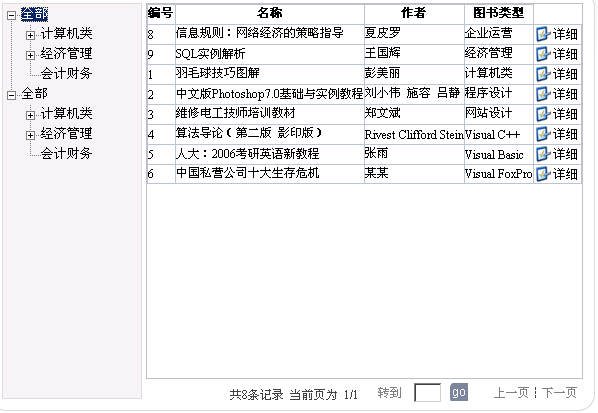 全部
计算机类
经济管理
会计财务
全部
计算机类
经济管理
会计财务
编号 名称 作者 图书类型
8 信息规则：网络经济的策略指导 夏皮罗 企业运营 详细
9 SQL实例解析 王国辉 经济管理 详细
1 羽毛球技巧图解 彭美丽 计算机类 详细
2 中文版Photoshop7.0基础与实例教程 刘小伟 施容 吕静 程序设计 详细
3 维修电工技师培训教材 郑文斌 网站设计 详细
4 算法导论（第二版 影印版） Rivest Clifford Stein Visual C++ 详细
5 人大：2006考研英语新教程 张雨 Visual Basic 详细
6 中国私营公司十大生存危机 某某 Visual FoxPro 详细
共8条记录 当前页为 1/1 转到 go 上一页 ¦ 下一页